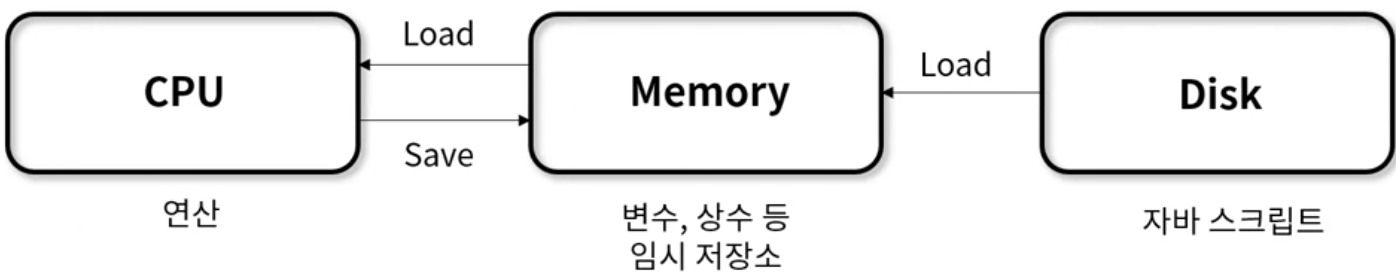 Load
CPU
Save
연산
Memory
변수, 상수 등
임시 저장소
Load
Disk
자바 스크립트